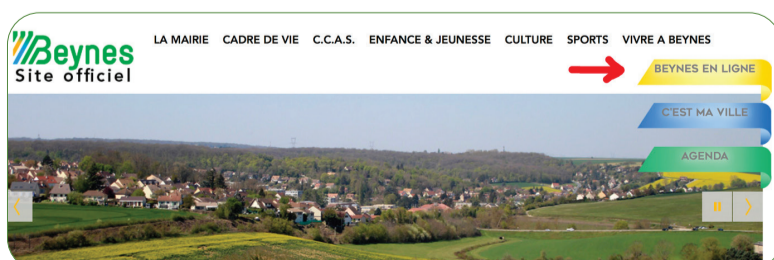 LA MAIRIE CADRE DE VIE C.C.A.S. ENFANCE & JEUNESSE CULTURE SPORTS VIVRE A BEYNES
Beynes
Site officiel
BEYNES EN LIGNE
C'EST MA VILLE
AGENDA